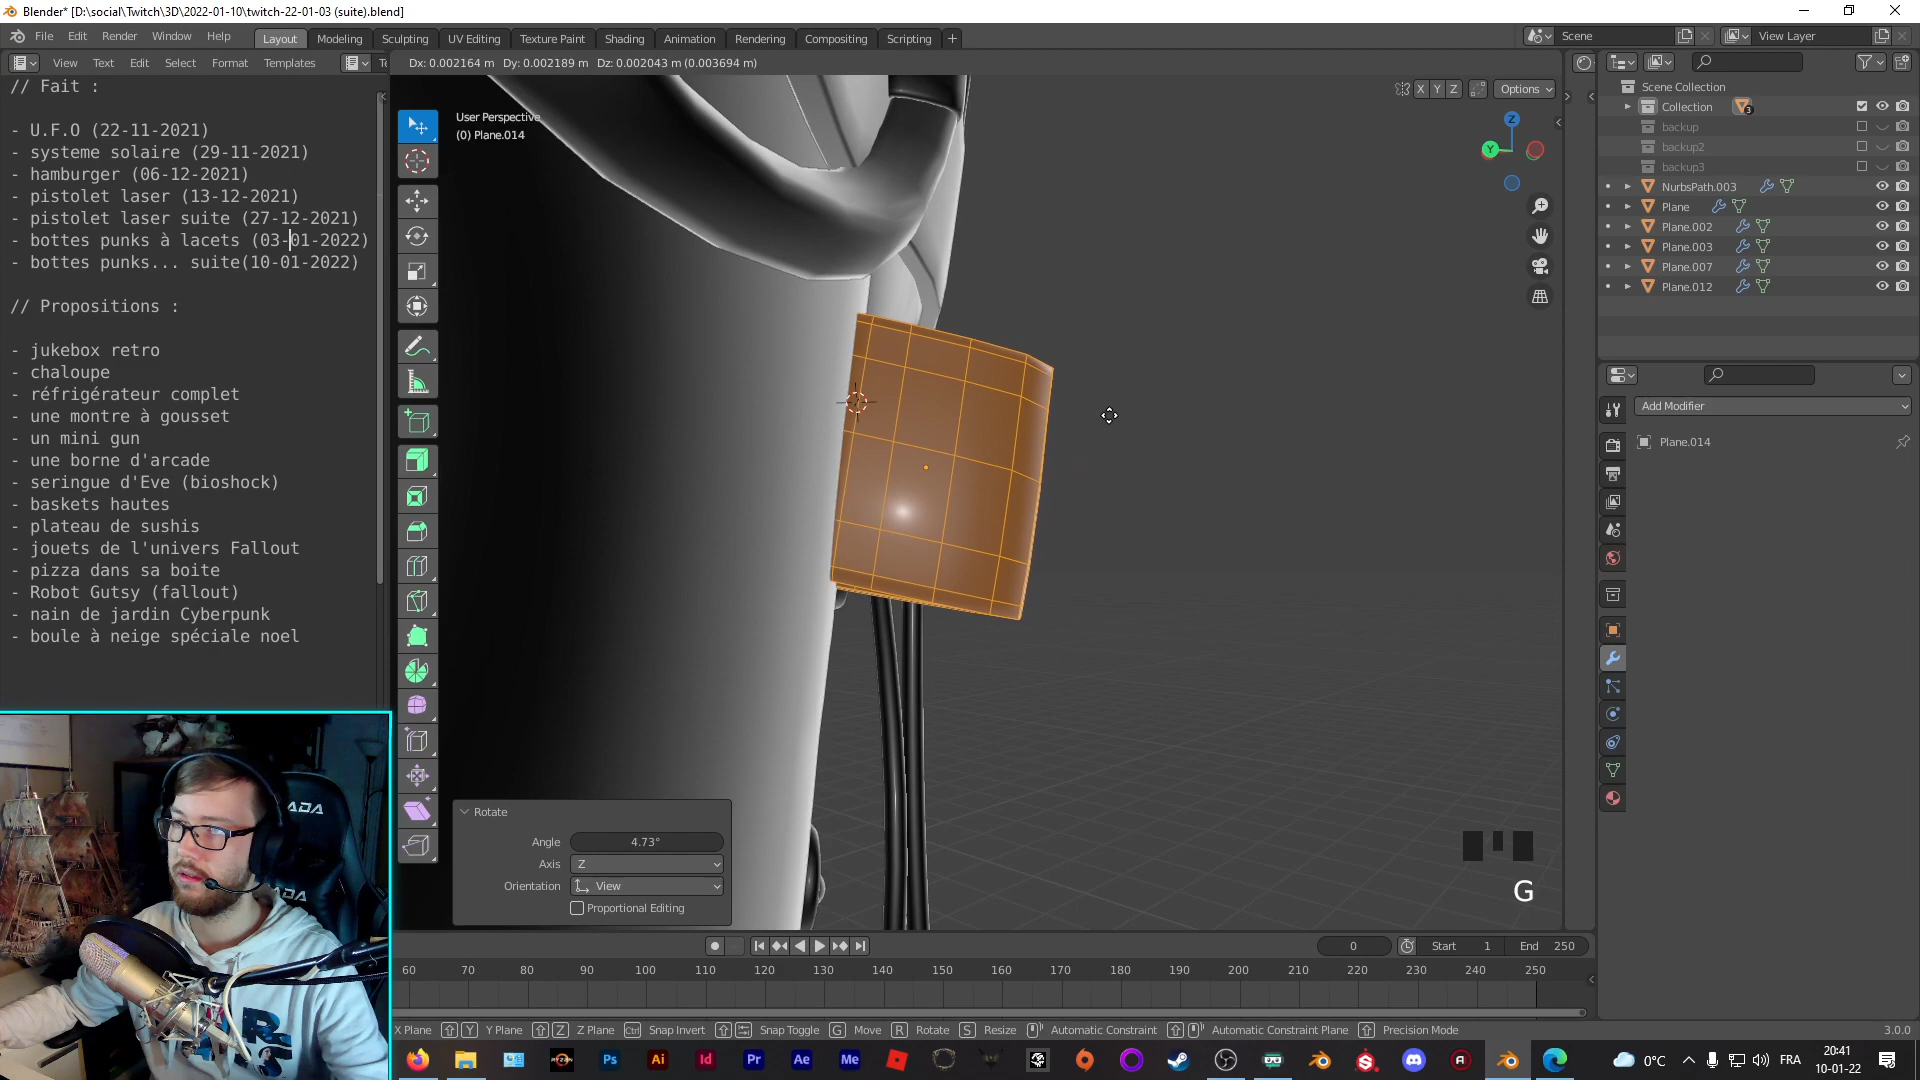 Blender* [D:\social\Twitch\3D\2022-01-10\twitch-22-01-03 (suite).blend]
File Edit Render Window Help Layout Modeling Sculpting UV Editing Texture Paint Shading Animation Rendering Compositing Scripting + Scene View Layer
View Text Edit Select Format Templates
Dx: 0.002164 m Dy: 0.002189 m Dz: 0.002043 m (0.003694 m)
X Y Z Options
User Perspective
(0) Plane.014
Z
Y
// Fait :
- U.F.O (22-11-2021)
- systeme solaire (29-11-2021)
- hamburger (06-12-2021)
- pistolet laser (13-12-2021)
- pistolet laser suite (27-12-2021)
- bottes punks à lacets (03-01-2022)
- bottes punks... suite(10-01-2022)
// Propositions :
- jukebox retro
- chaloupe
- réfrigérateur complet
- une montre à gousset
- un mini gun
- une borne d'arcade
- seringue d'Eve (bioshock)
- baskets hautes
- plateau de sushis
- jouets de l'univers Fallout
- pizza dans sa boite
- Robot Gutsy (fallout)
- nain de jardin Cyberpunk
- boule à neige spéciale noel
Scene Collection
Collection 3
backup
backup2
backup3
NurbsPath.003
Plane
Plane.002
Plane.003
Plane.007
Plane.012
Add Modifier
Plane.014
Rotate
Angle 4.73°
Axis Z
Orientation View
Proportional Editing
G
0 Start 1 End 250
60 70 80 90 100 110 120 130 140 150 160 170 180 190 200 210 220 230 240 250
X Plane Y Y Plane Z Z Plane Ctrl Snap Invert Snap Toggle G Move R Rotate S Resize Automatic Constraint Automatic Constraint Plane Precision Mode 3.0.0
RYZEN Ps Ai Id Pr Ae Me 0°C FRA 20:41
10-01-22